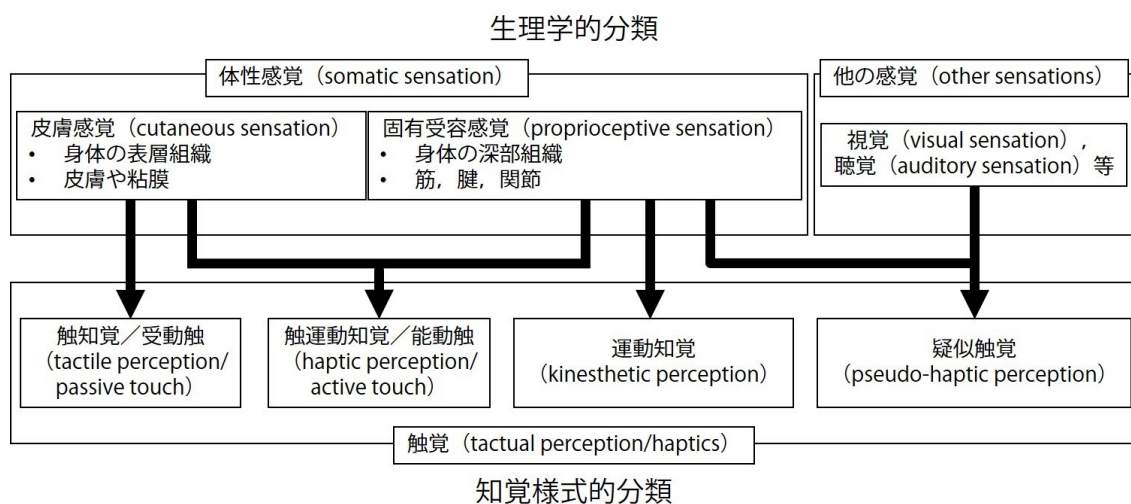 生理学的分類
体性感覚（somatic sensation）
他の感覚（other sensations）
皮膚感覚（cutaneous sensation）
• 身体の表層組織
• 皮膚や粘膜
固有受容感覚（proprioceptive sensation）
• 身体の深部組織
• 筋，腱，関節
視覚（visual sensation），
聴覚（auditory sensation）等
触知覚／受動触
（tactile perception/
passive touch）
触運動知覚／能動触
（haptic perception/
active touch）
運動知覚
（kinesthetic perception）
疑似触覚
（pseudo-haptic perception）
触覚（tactual perception/haptics）
知覚様式的分類